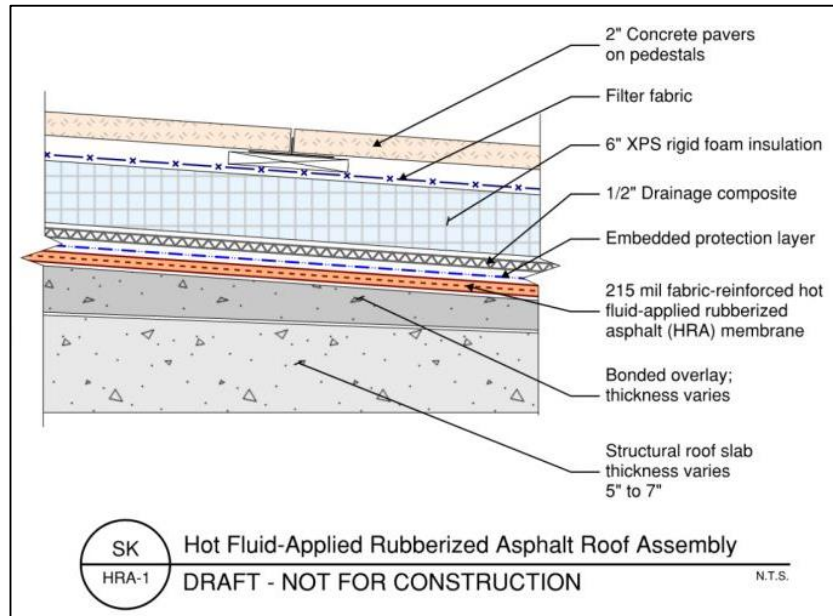 2" Concrete pavers
on pedestals
Filter fabric
6" XPS rigid foam insulation
1/2" Drainage composite
Embedded protection layer
215 mil fabric-reinforced hot
fluid-applied rubberized
asphalt (HRA) membrane
Bonded overlay;
thickness varies
Structural roof slab
thickness varies
5" to 7"
SK
HRA-1
Hot Fluid-Applied Rubberized Asphalt Roof Assembly
DRAFT - NOT FOR CONSTRUCTION
N.T.S.